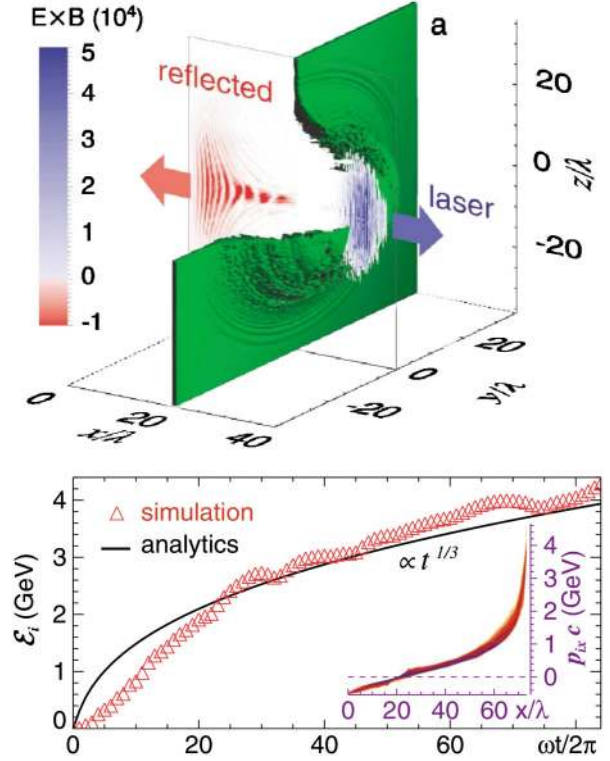 E×B (10⁴)
5
4
3
2
1
0
-1
a
reflected
laser
20
0
-20
z/λ
20
0
-20
y/λ
0
20
40
x/λ
4
3
2
1
0
ℰᵢ (GeV)
△ simulation
— analytics
∝ t ¹/³
4
3
2
1
0
pᵢₓ c (GeV)
0 20 40 60 x/λ
0 20 40 60 ωt/2π